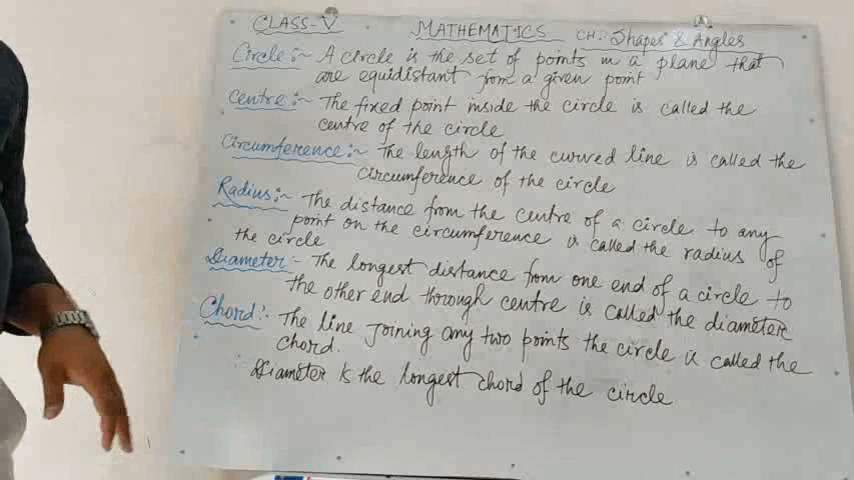 CLASS-V MATHEMATICS CH:- Shapes & Angles
Circle:~ A circle is the set of points in a plane that
are equidistant from a given point
Centre:~ The fixed point inside the circle is called the
centre of the circle
Circumference:~ The length of the curved line is called the
circumference of the circle
Radius:~ The distance from the centre of a circle to any
point on the circumference is called the radius of
the circle
Diameter:- The longest distance from one end of a circle to
the other end thorough centre is called the diameter
Chord:- The line joining any two points the circle is called the
chord.
Diameter is the longest chord of the circle